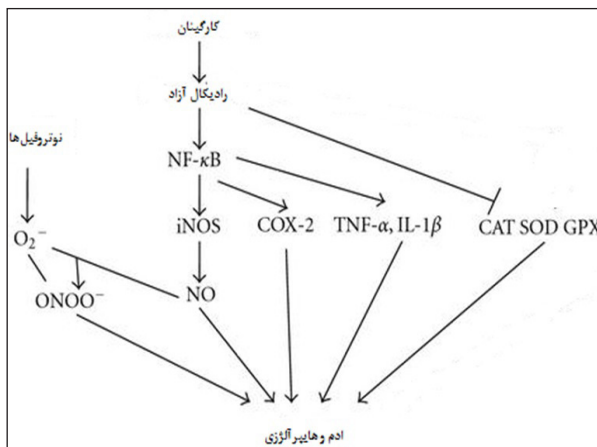 کارگینان
رادیکال آزاد
نوتروفیل‌ها
NF-κB
iNOS COX-2 TNF-α, IL-1β CAT SOD GPX
O₂⁻
ONOO⁻ NO
ادم و هایپرآلژزی